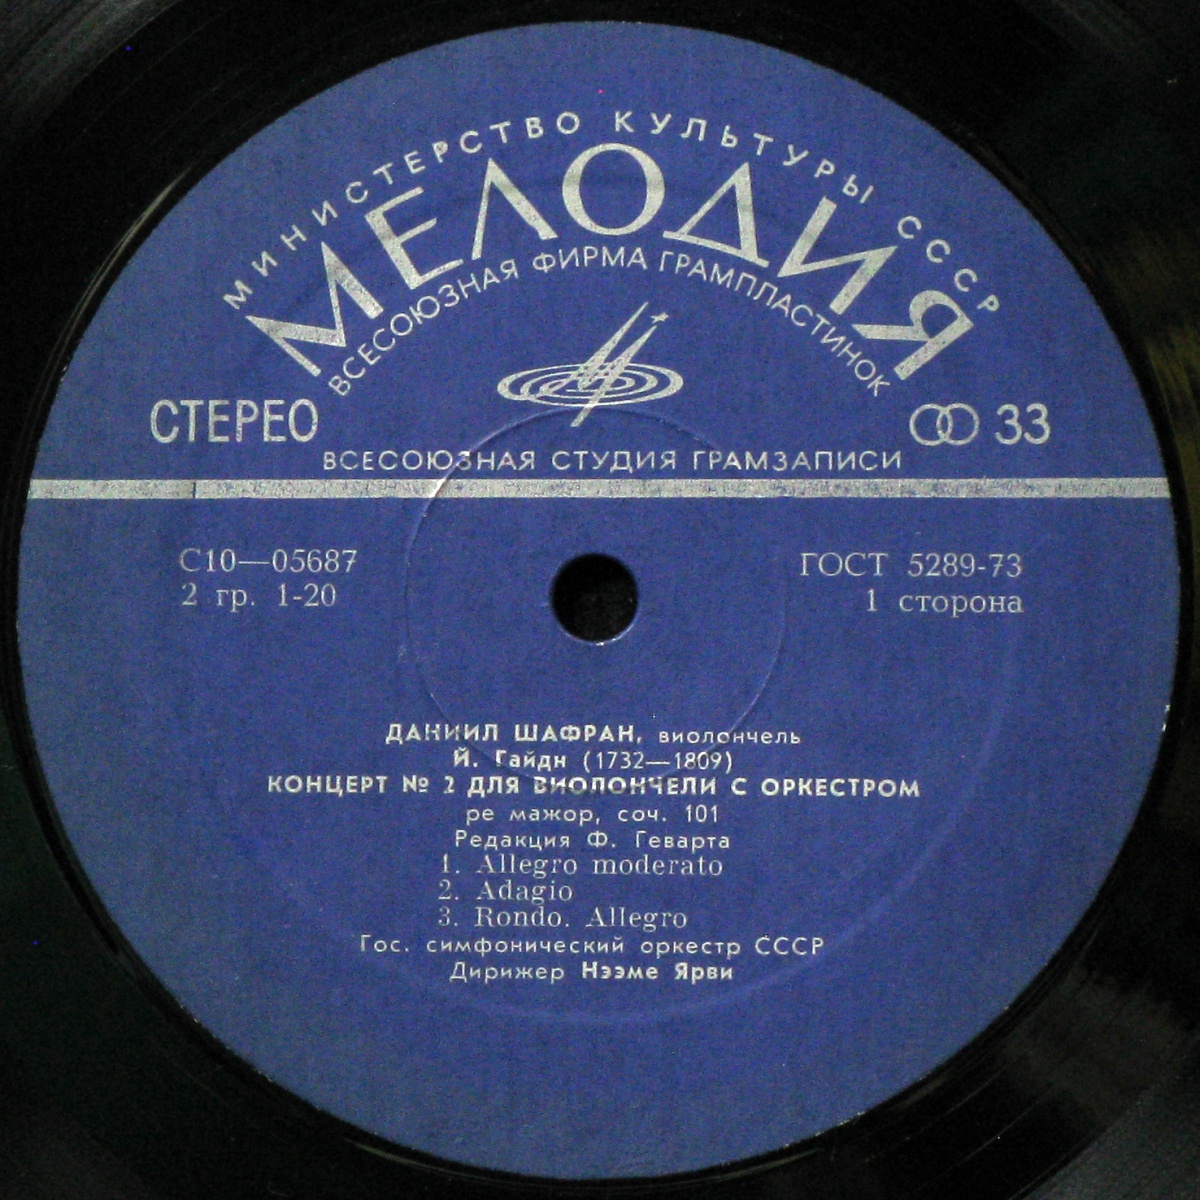 МИНИСТЕРСТВО КУЛЬТУРЫ СССР
МЕЛОДИЯ
ВСЕСОЮЗНАЯ ФИРМА ГРАМПЛАСТИНОК
СТЕРЕО
33
ВСЕСОЮЗНАЯ СТУДИЯ ГРАМЗАПИСИ
С10—05687
ГОСТ 5289-73
2 гр. 1-20
1 сторона
ДАНИИЛ ШАФРАН, виолончель
Й. Гайдн (1732—1809)
КОНЦЕРТ № 2 ДЛЯ ВИОЛОНЧЕЛИ С ОРКЕСТРОМ
ре мажор, соч. 101
Редакция Ф. Геварта
1. Allegro moderato
2. Adagio
3. Rondo. Allegro
Гос. симфонический оркестр СССР
Дирижер Нээме Ярви